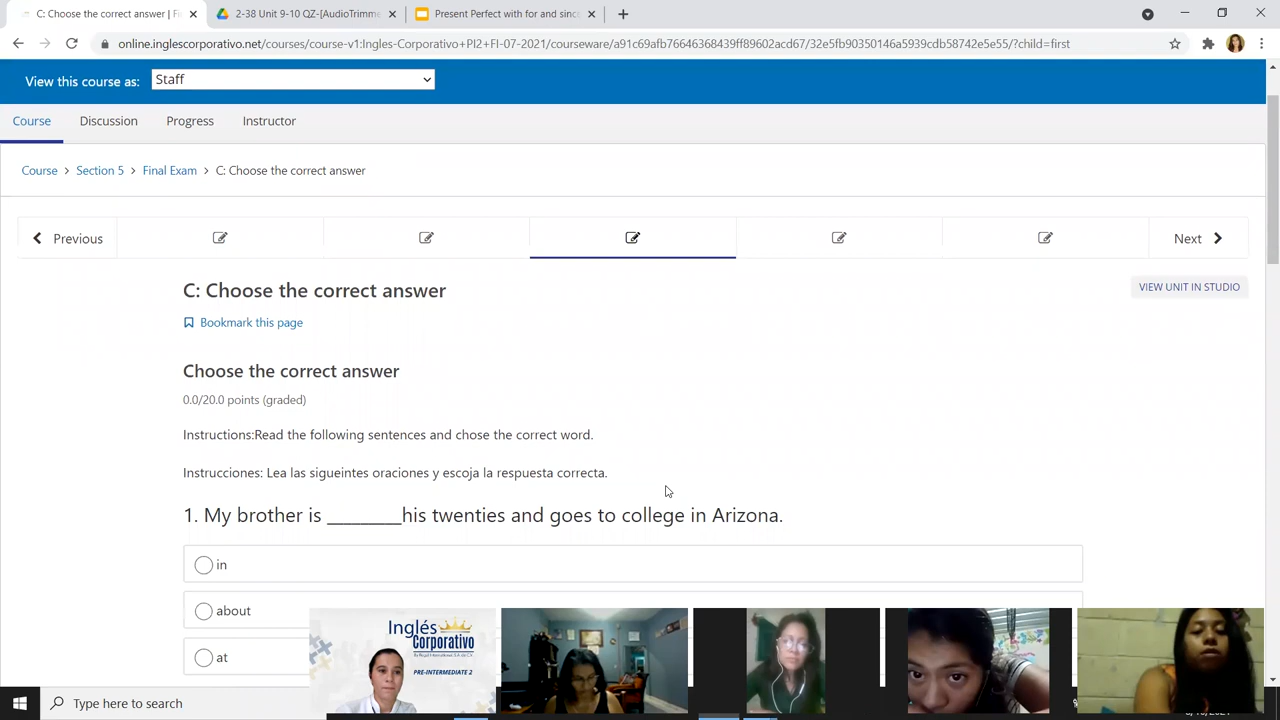 C: Choose the correct answer | Fi
2-38 Unit 9-10 QZ-[AudioTrimme
Present Perfect with for and sinc
online.inglescorporativo.net/courses/course-v1:Ingles-Corporativo+PI2+FI-07-2021/courseware/a91c69afb76646368439ff89602acd67/32e5fb90350146a5939cdb58742e5e55/?child=first
View this course as: Staff
Course Discussion Progress Instructor
Course > Section 5 > Final Exam > C: Choose the correct answer
Previous Next
C: Choose the correct answer
VIEW UNIT IN STUDIO
Bookmark this page
Choose the correct answer
0.0/20.0 points (graded)
Instructions:Read the following sentences and chose the correct word.
Instrucciones: Lea las sigueintes oraciones y escoja la respuesta correcta.
1. My brother is _________his twenties and goes to college in Arizona.
in
about
at
Inglés
Corporativo
PRE-INTERMEDIATE 2
Type here to search